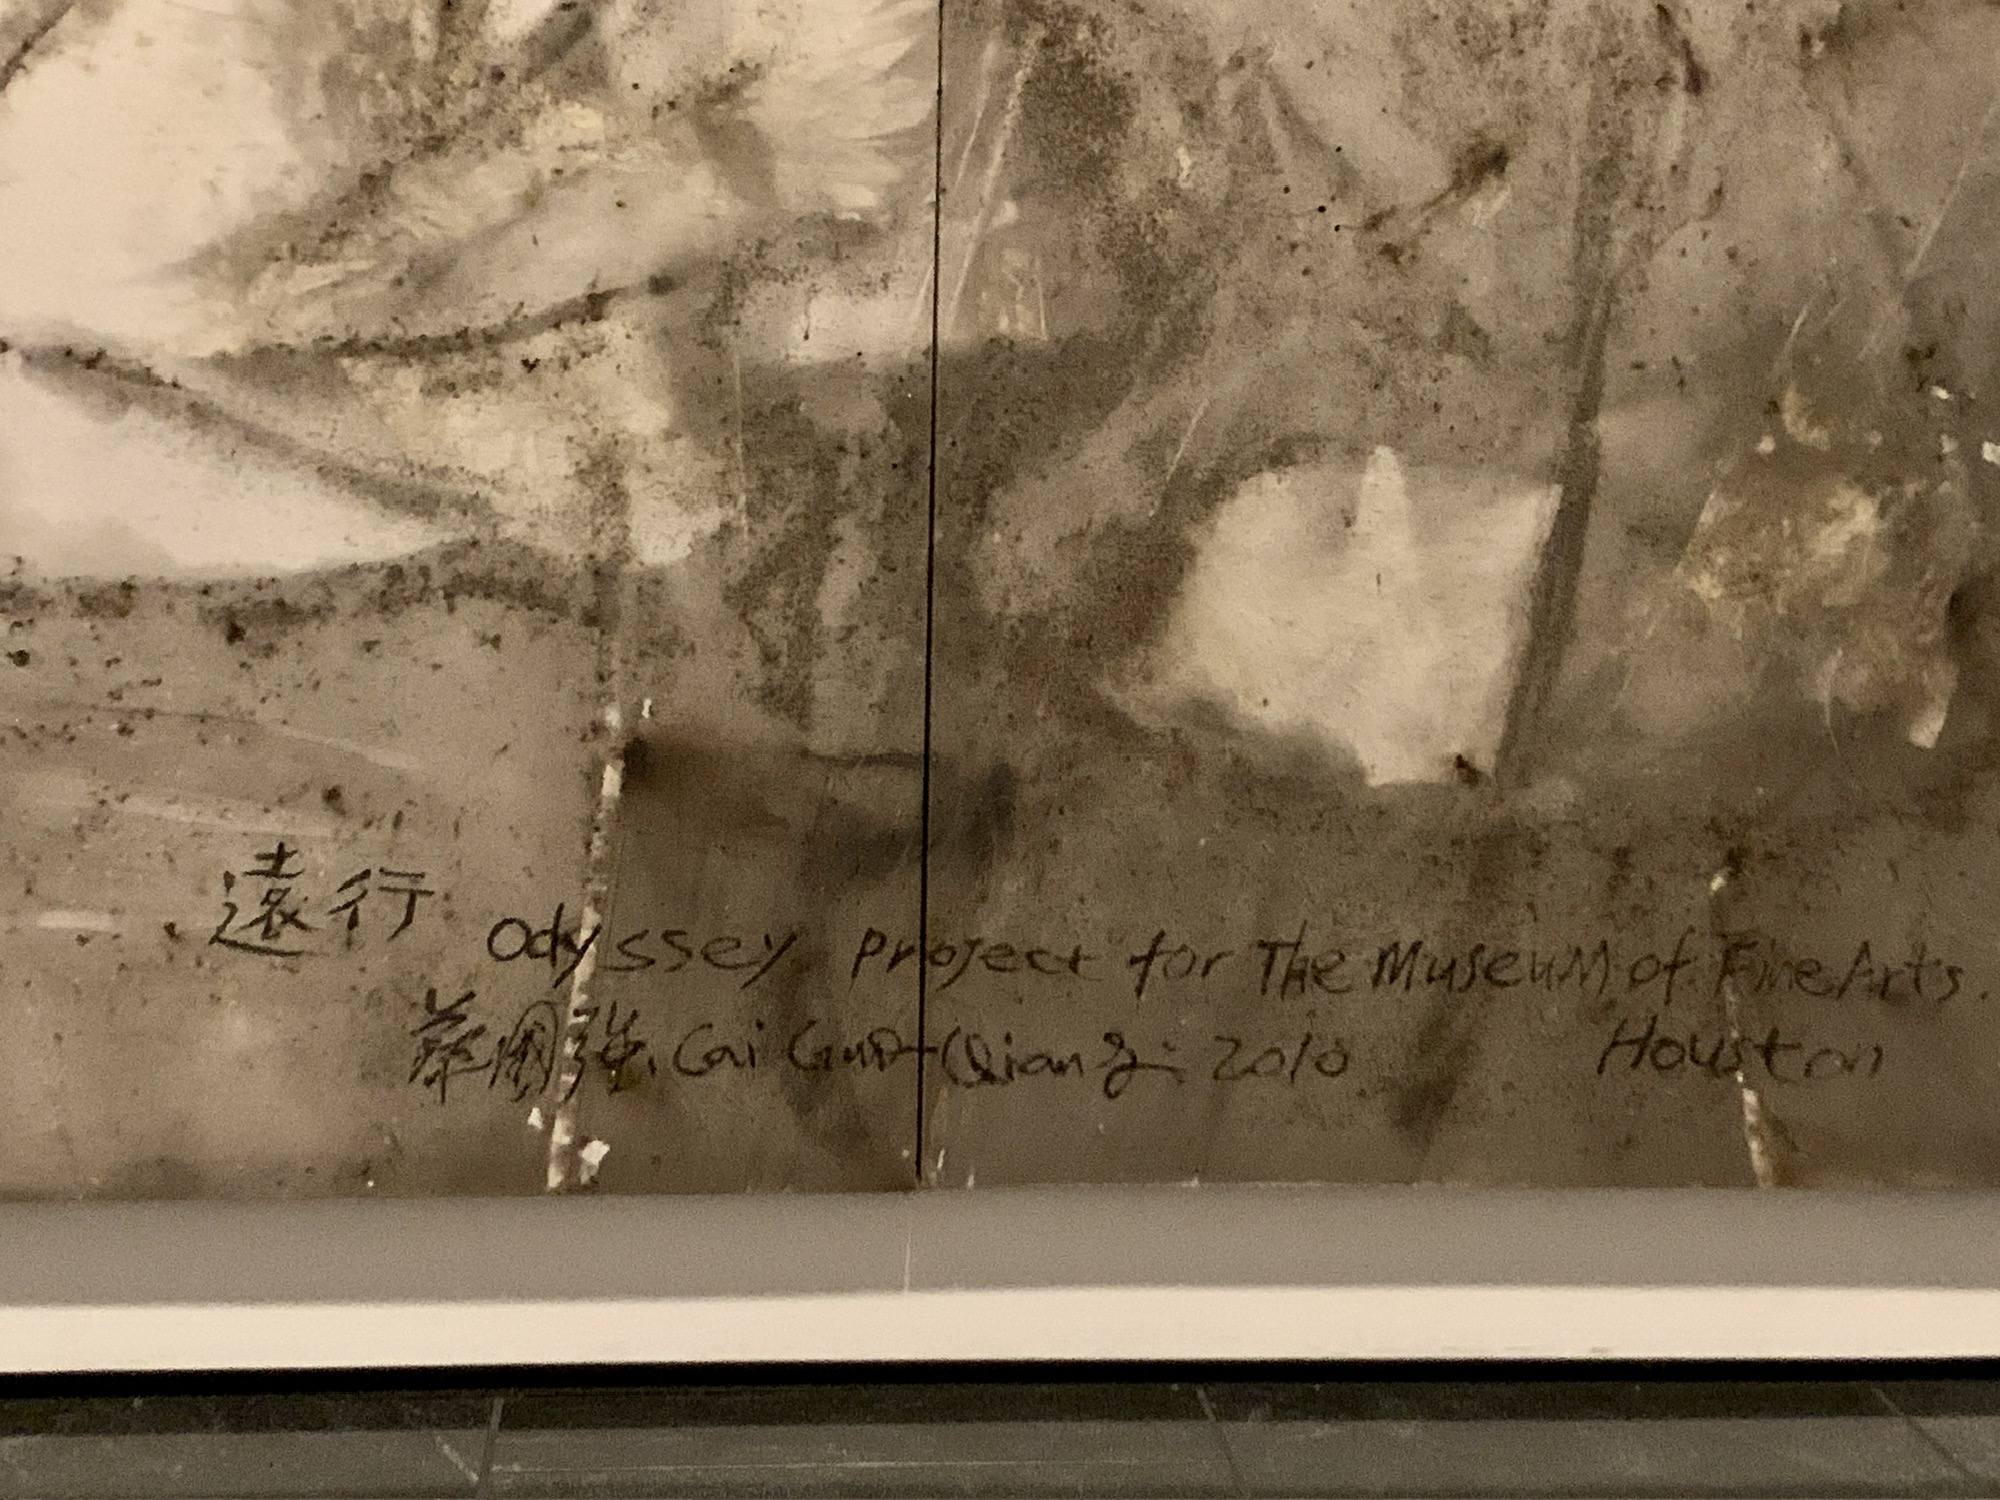 遠行 Odyssey Project for The Museum of Fine Arts.
蔡國強. Cai Guo-Qiang 2010 Houston